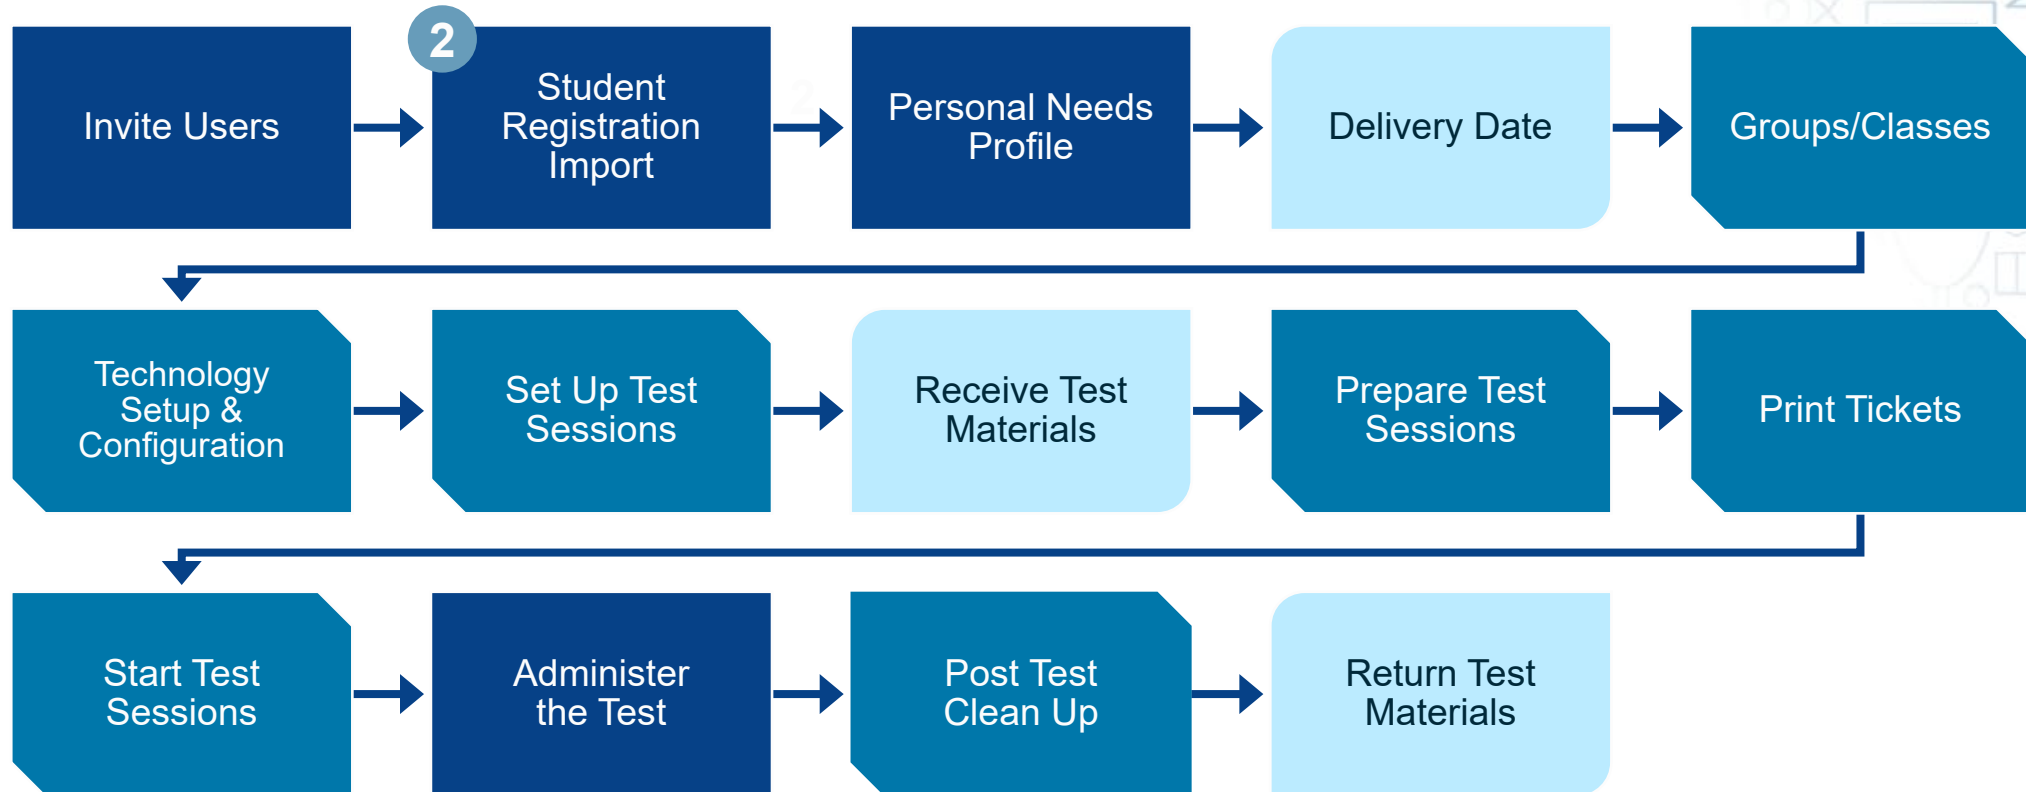 Invite Users
2
Student
Registration
Import
Personal Needs
Profile
Delivery Date
Groups/Classes
Technology
Setup &
Configuration
Set Up Test
Sessions
Receive Test
Materials
Prepare Test
Sessions
Print Tickets
Start Test
Sessions
Administer
the Test
Post Test
Clean Up
Return Test
Materials